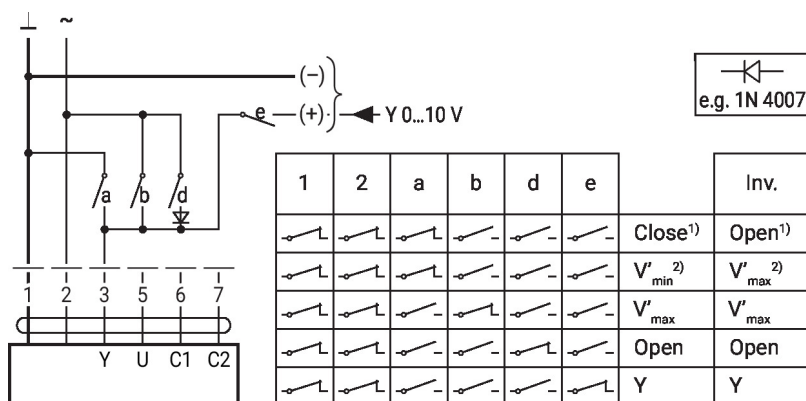 ⊥ ~
(–)
(+) Y 0...10 V
e
e.g. 1N 4007
a b d
1 2 3 5 6 7
Y U C1 C2
1 2 a b d e Inv.
Close¹⁾ Open¹⁾
V'min²⁾ V'max²⁾
V'max V'max
Open Open
Y Y